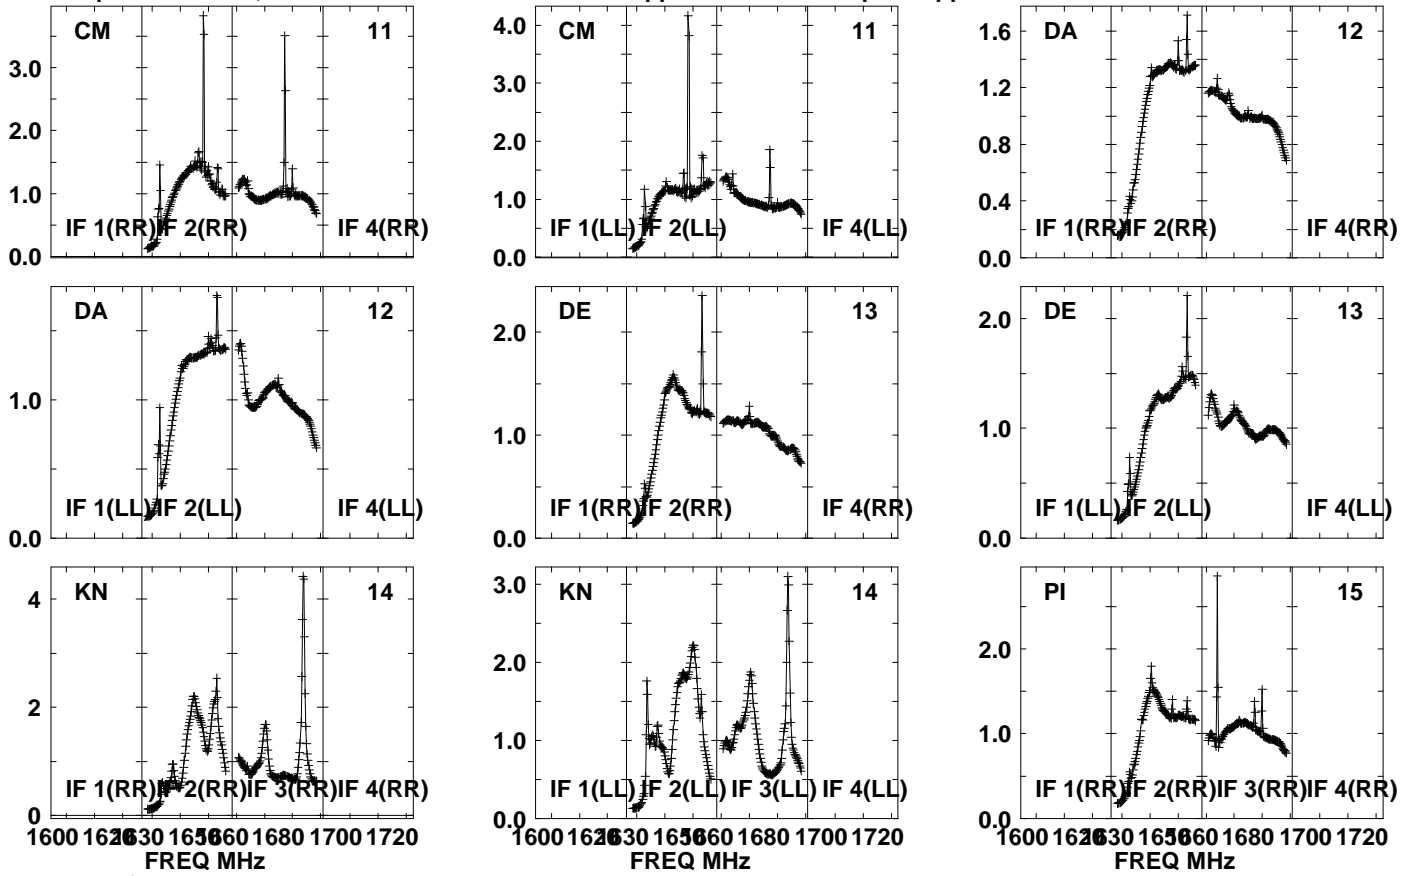 CM 11 CM 11 DA 12
3.0 4.0 1.6
2.0 3.0 1.2
1.0 2.0 0.8
0.0 1.0 0.4
0.0 0.0
IF 1(RR) IF 2(RR) IF 4(RR) IF 1(LL) IF 2(LL) IF 4(LL) IF 1(RR) IF 2(RR) IF 4(RR)
DA 12 DE 13 DE 13
1.0 2.0 2.0
0.0 1.0 1.0
0.0 0.0
IF 1(LL) IF 2(LL) IF 4(LL) IF 1(RR) IF 2(RR) IF 4(RR) IF 1(LL) IF 2(LL) IF 4(LL)
KN 14 KN 14 PI 15
4 3.0 2.0
2 2.0 1.0
0 1.0 0.0
0.0
IF 1(RR) IF 2(RR) IF 3(RR) IF 4(RR) IF 1(LL) IF 2(LL) IF 3(LL) IF 4(LL) IF 1(RR) IF 2(RR) IF 3(RR) IF 4(RR)
1600 1630 1680 1700 1720 1600 1630 1680 1700 1720 1600 1630 1680 1700 1720
FREQ MHz FREQ MHz FREQ MHz